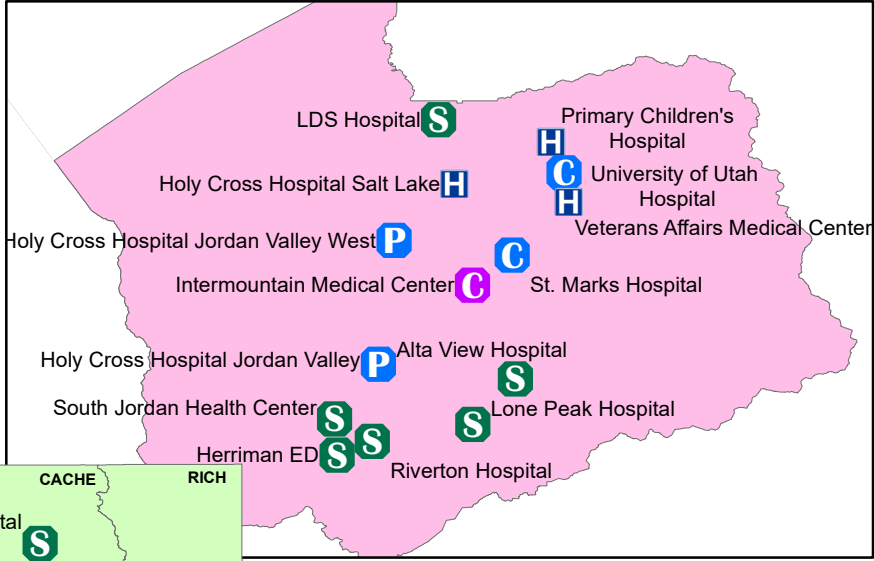 LDS Hospital S
Primary Children's
Hospital
H
C University of Utah
Hospital
Holy Cross Hospital Salt Lake H
H
Veterans Affairs Medical Center
Holy Cross Hospital Jordan Valley West P
C
St. Marks Hospital
Intermountain Medical Center C
Holy Cross Hospital Jordan Valley P
Alta View Hospital
S
South Jordan Health Center S
S Lone Peak Hospital
Herriman ED S
S
Riverton Hospital
CACHE
RICH
tal
S